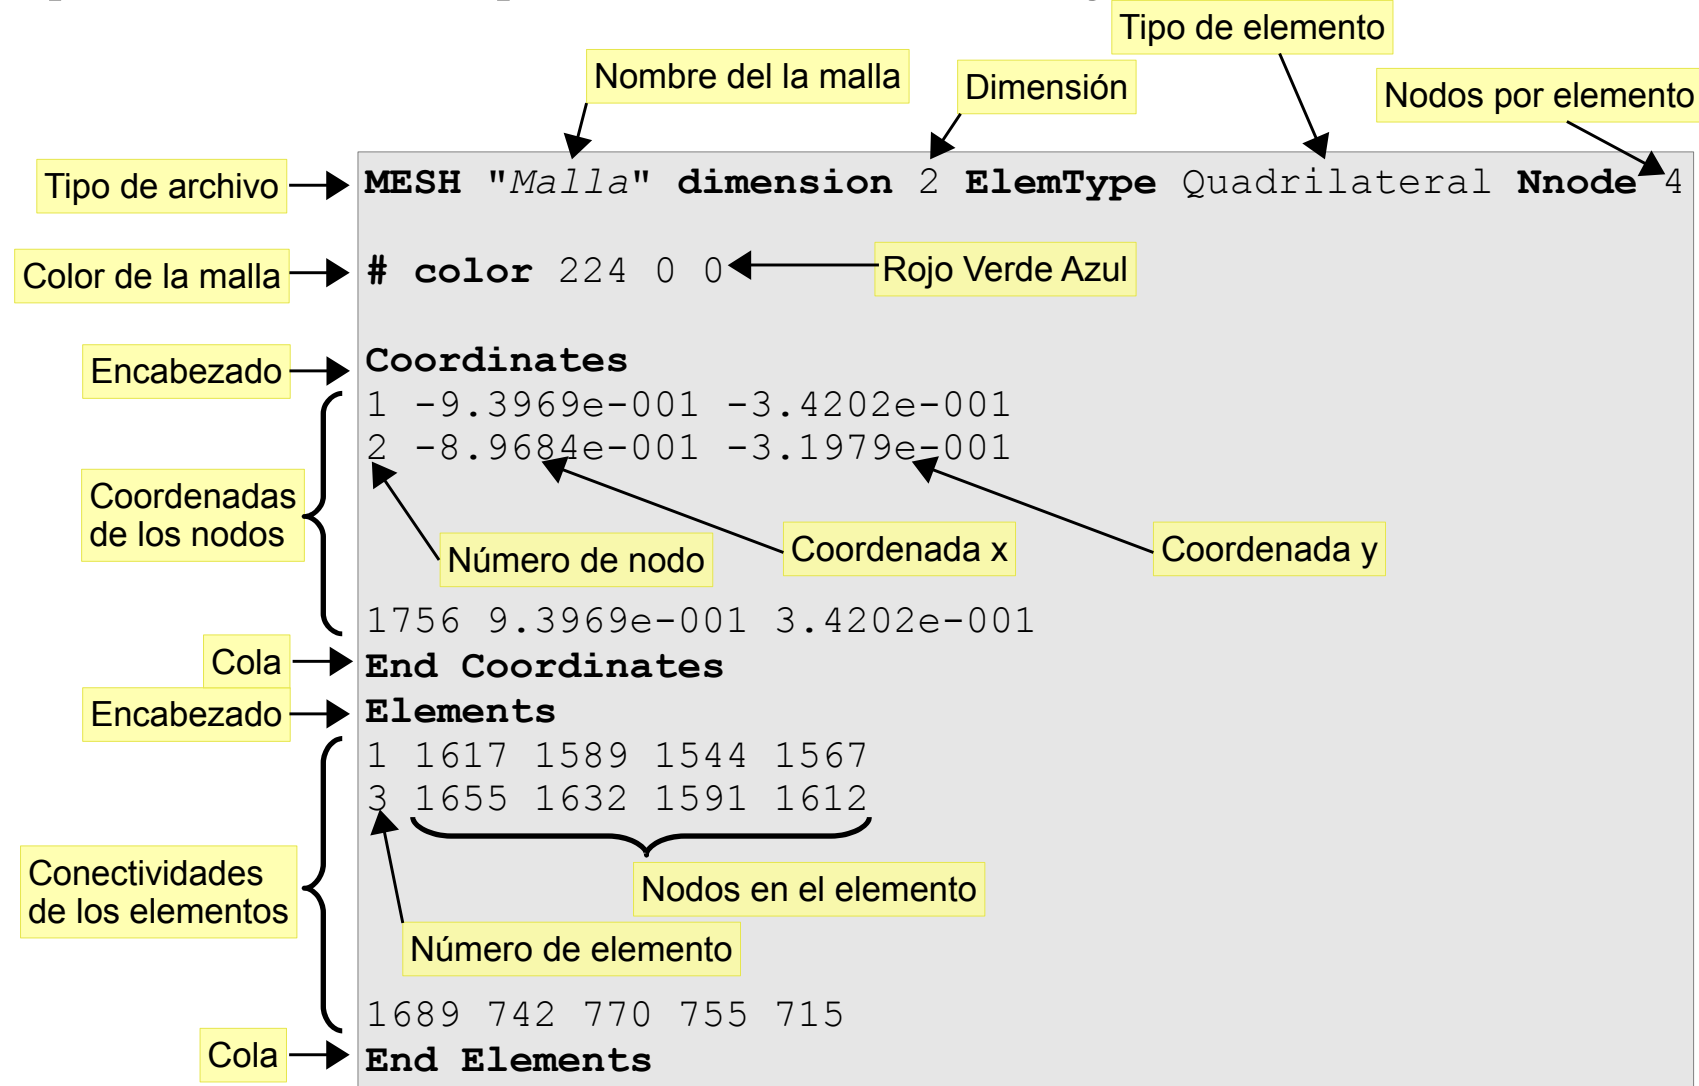 Tipo de elemento
Nombre del la malla
Dimensión
Nodos por elemento
Tipo de archivo
MESH "Malla" dimension 2 ElemType Quadrilateral Nnode 4
Color de la malla
# color 224 0 0
Rojo Verde Azul
Encabezado
Coordinates
1 -9.3969e-001 -3.4202e-001
2 -8.9684e-001 -3.1979e-001
Coordenadas
de los nodos
Número de nodo
Coordenada x
Coordenada y
1756 9.3969e-001 3.4202e-001
Cola
End Coordinates
Encabezado
Elements
1 1617 1589 1544 1567
3 1655 1632 1591 1612
Conectividades
de los elementos
Nodos en el elemento
Número de elemento
1689 742 770 755 715
Cola
End Elements